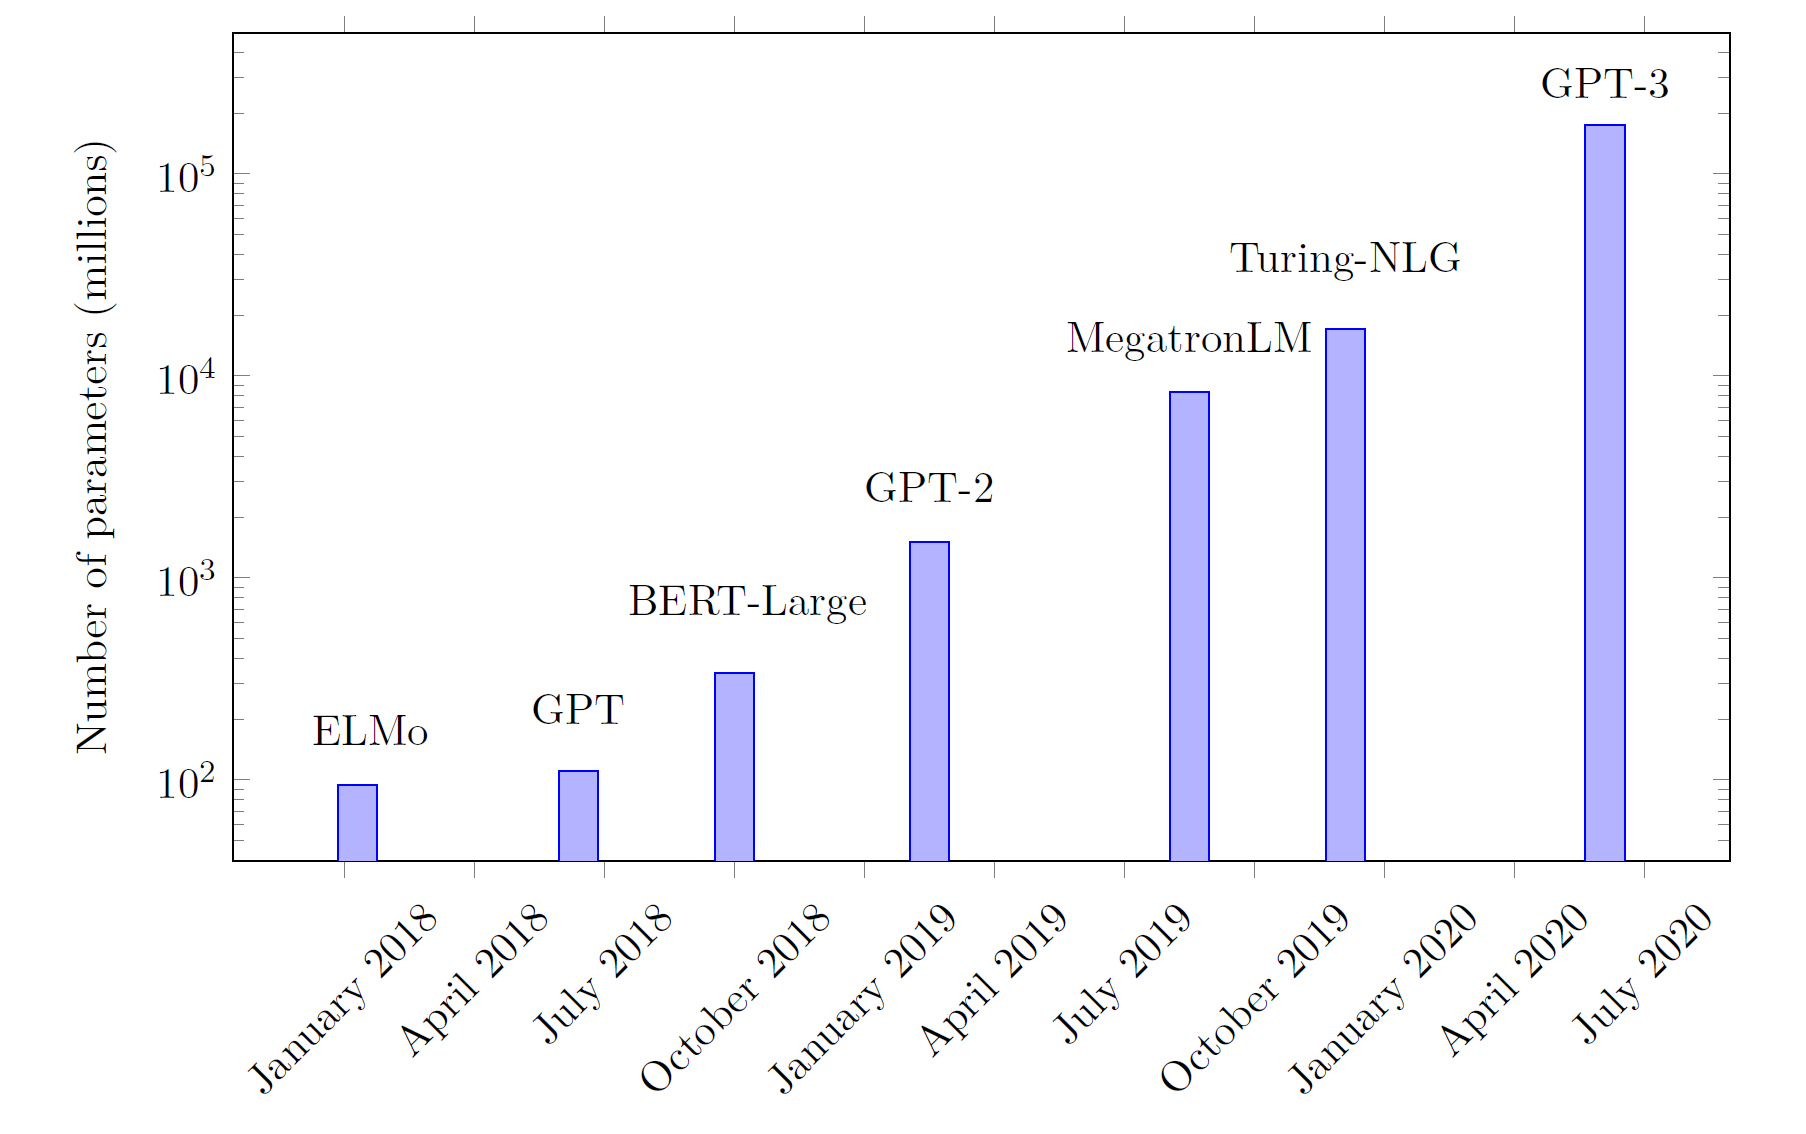 GPT-3
10^5
Turing-NLG
MegatronLM
10^4
GPT-2
10^3
BERT-Large
GPT
ELMo
10^2
Number of parameters (millions)
January 2018
April 2018
July 2018
October 2018
January 2019
April 2019
July 2019
October 2019
January 2020
April 2020
July 2020